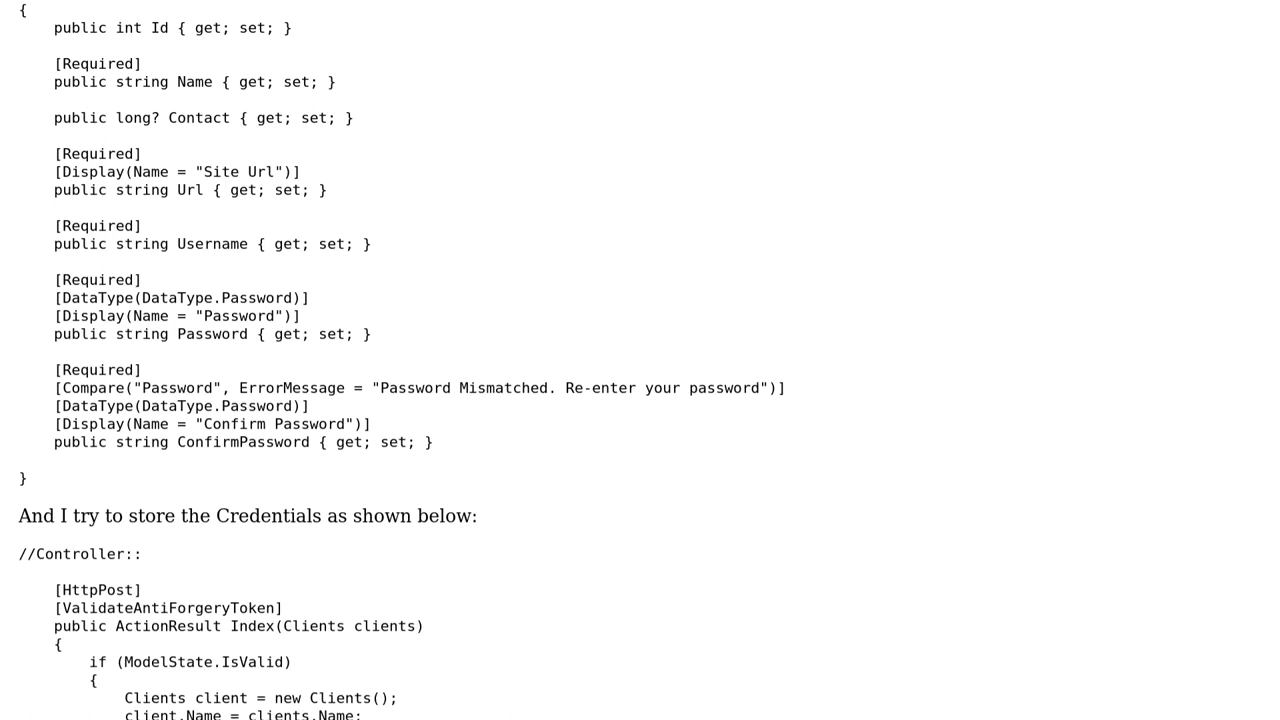 {
    public int Id { get; set; }
    [Required]
    public string Name { get; set; }
    public long? Contact { get; set; }
    [Required]
    [Display(Name = "Site Url")]
    public string Url { get; set; }
    [Required]
    public string Username { get; set; }
    [Required]
    [DataType(DataType.Password)]
    [Display(Name = "Password")]
    public string Password { get; set; }
    [Required]
    [Compare("Password", ErrorMessage = "Password Mismatched. Re-enter your password")]
    [DataType(DataType.Password)]
    [Display(Name = "Confirm Password")]
    public string ConfirmPassword { get; set; }
}
And I try to store the Credentials as shown below:
//Controller::
    [HttpPost]
    [ValidateAntiForgeryToken]
    public ActionResult Index(Clients clients)
    {
        if (ModelState.IsValid)
        {
            Clients client = new Clients();
            client.Name = clients.Name;